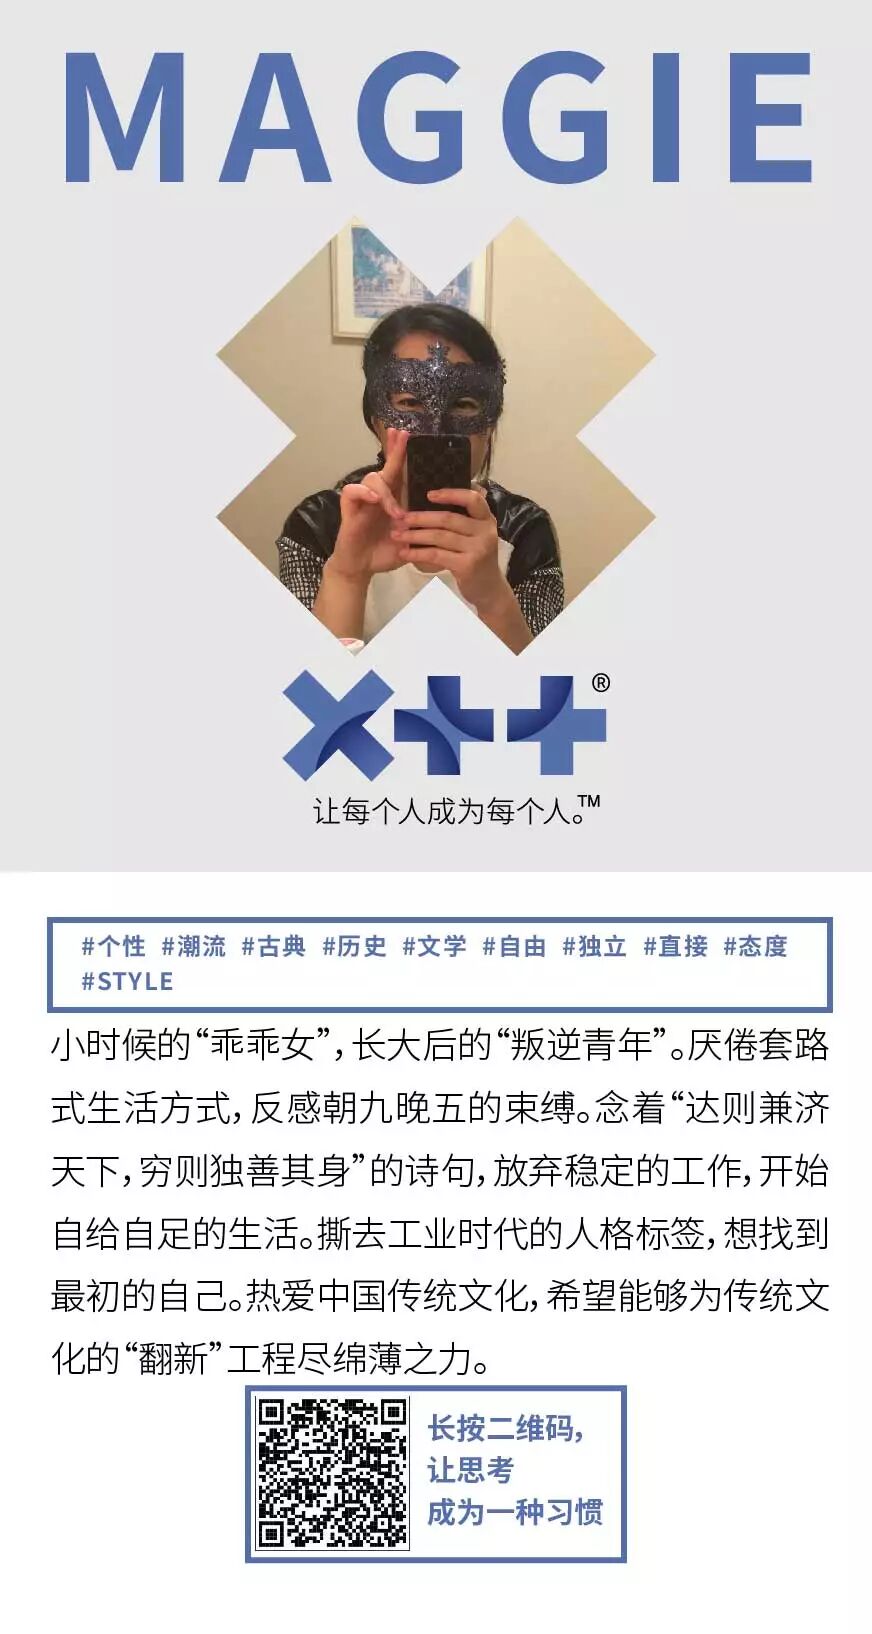 MAGGIE
X++®
让每个人成为每个人。™
#个性 #潮流 #古典 #历史 #文学 #自由 #独立 #直接 #态度
#STYLE
小时候的“乖乖女”，长大后的“叛逆青年”。厌倦套路
式生活方式，反感朝九晚五的束缚。念着“达则兼济
天下，穷则独善其身”的诗句，放弃稳定的工作，开始
自给自足的生活。撕去工业时代的人格标签，想找到
最初的自己。热爱中国传统文化，希望能够为传统文
化的“翻新”工程尽绵薄之力。
长按二维码，
让思考
成为一种习惯